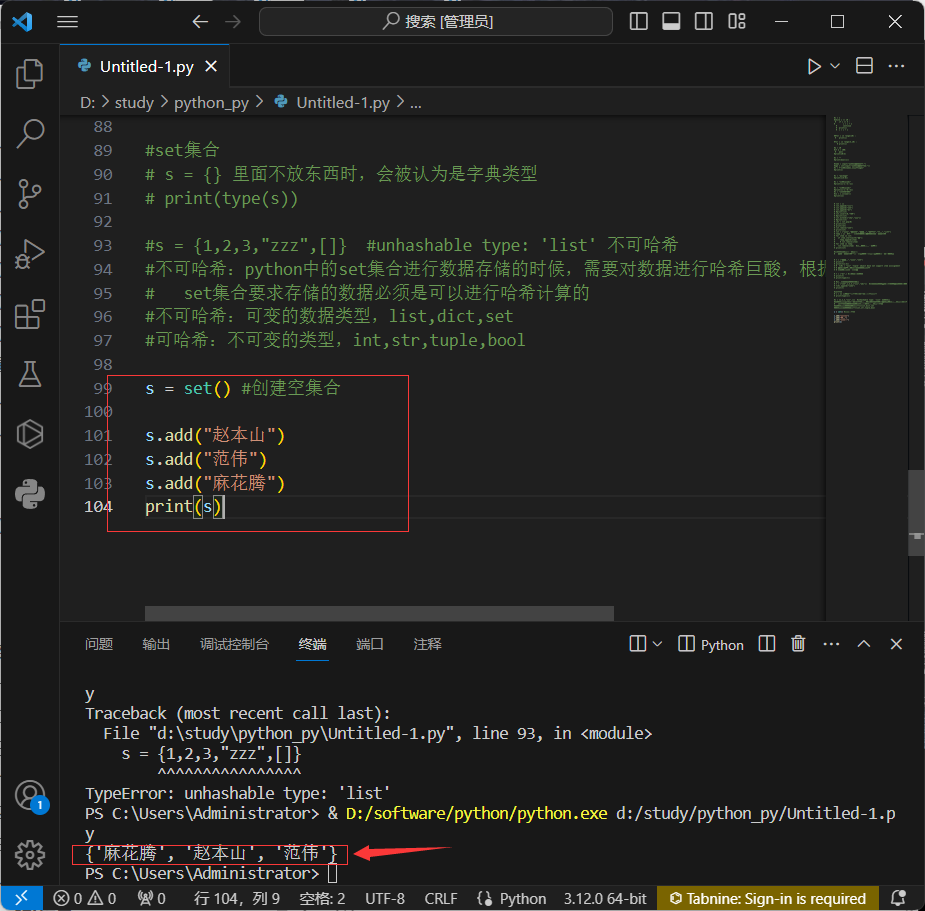 搜索 [管理员]
Untitled-1.py
D: > study > python_py > Untitled-1.py > ...
88
89 #set集合
90 # s = {} 里面不放东西时，会被认为是字典类型
91 # print(type(s))
92
93 #s = {1,2,3,"zzz",[]}  #unhashable type: 'list' 不可哈希
94 #不可哈希：python中的set集合进行数据存储的时候，需要对数据进行哈希巨酸，根
95 #   set集合要求存储的数据必须是可以进行哈希计算的
96 #不可哈希：可变的数据类型，list,dict,set
97 #可哈希：不可变的类型，int,str,tuple,bool
98
99 s = set() #创建空集合
100
101 s.add("赵本山")
102 s.add("范伟")
103 s.add("麻花腾")
104 print(s)
问题 输出 调试控制台 终端 端口 注释 Python
y
Traceback (most recent call last):
  File "d:\study\python_py\Untitled-1.py", line 93, in <module>
    s = {1,2,3,"zzz",[]}
        ^^^^^^^^^^^^^^^^
TypeError: unhashable type: 'list'
PS C:\Users\Administrator> & D:/software/python/python.exe d:/study/python_py/Untitled-1.p
y
{'麻花腾', '赵本山', '范伟'}
PS C:\Users\Administrator>
1
0 0 0 行 104，列 9 空格: 2 UTF-8 CRLF Python 3.12.0 64-bit Tabnine: Sign-in is required